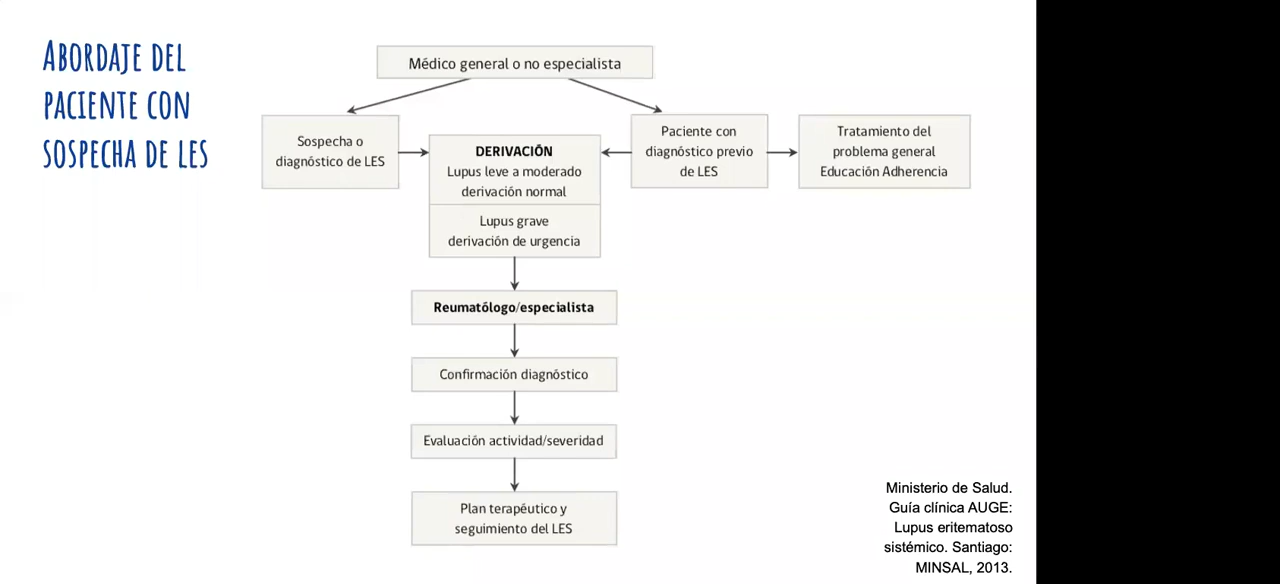 ABORDAJE DEL
PACIENTE CON
SOSPECHA DE LES
Médico general o no especialista
Sospecha o
diagnóstico de LES
DERIVACIÓN
Lupus leve a moderado
derivación normal
Lupus grave
derivación de urgencia
Paciente con
diagnóstico previo
de LES
Tratamiento del
problema general
Educación Adherencia
Reumatólogo/especialista
Confirmación diagnóstico
Evaluación actividad/severidad
Plan terapéutico y
seguimiento del LES
Ministerio de Salud.
Guía clínica AUGE:
Lupus eritematoso
sistémico. Santiago:
MINSAL, 2013.